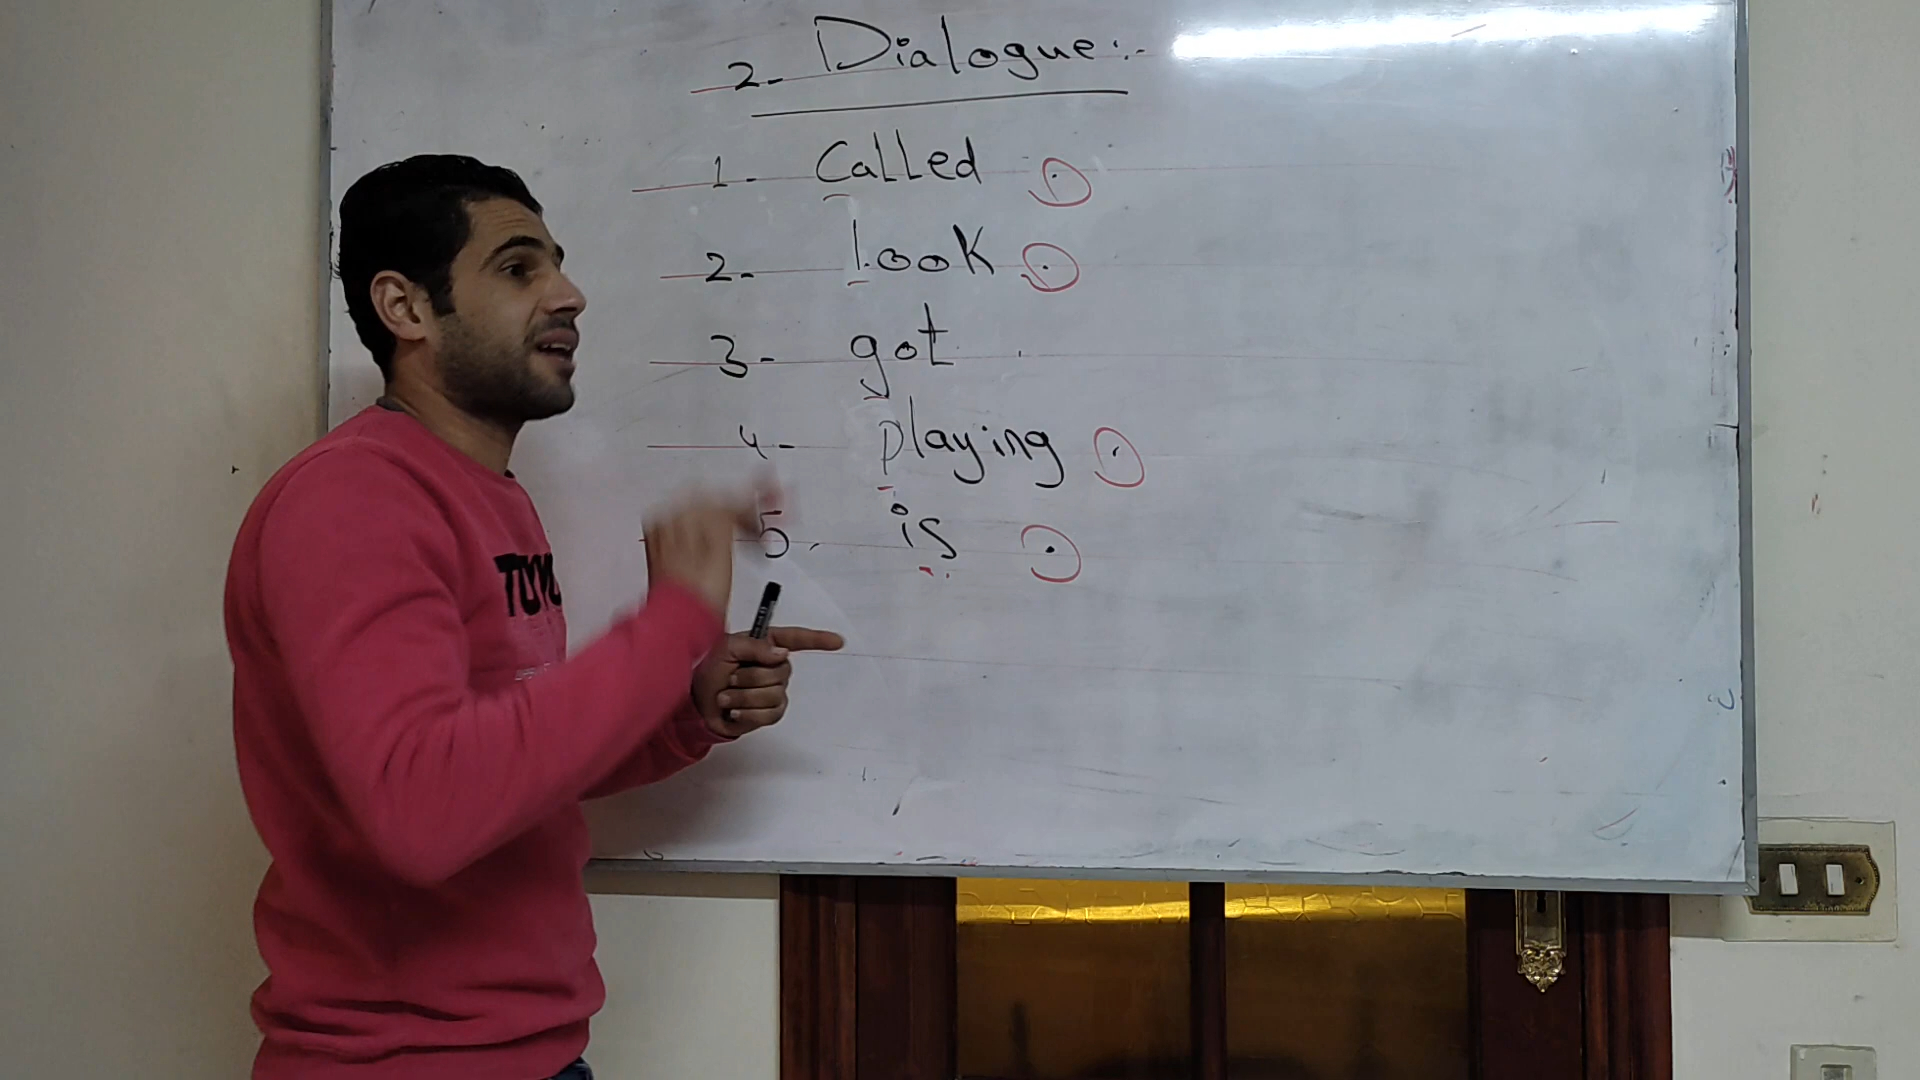 2- Dialogue:-
1- Called
2- look
3- got
4- playing
5- is